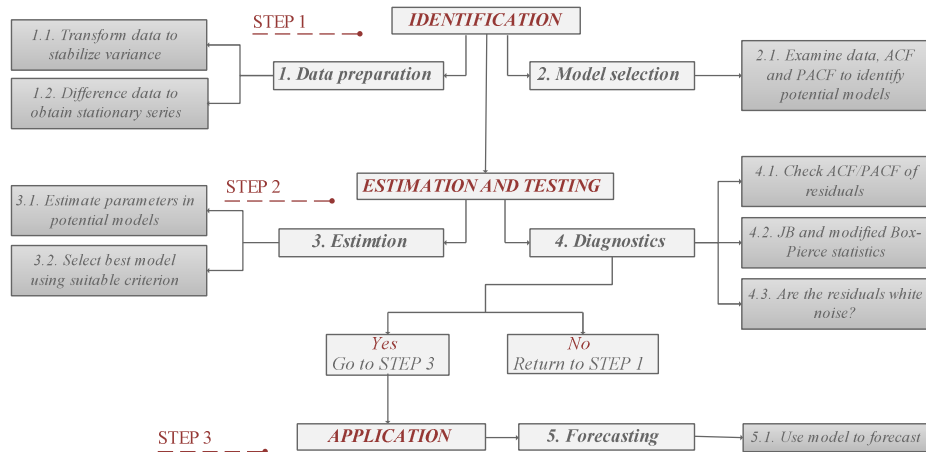 STEP 1
IDENTIFICATION
1.1. Transform data to
stabilize variance
1. Data preparation
2. Model selection
2.1. Examine data, ACF
and PACF to identify
potential models
1.2. Difference data to
obtain stationary series
STEP 2
ESTIMATION AND TESTING
4.1. Check ACF/PACF of
residuals
3.1. Estimate parameters in
potential models
3. Estimtion
4. Diagnostics
4.2. JB and modified Box-
Pierce statistics
3.2. Select best model
using suitable criterion
4.3. Are the residuals white
noise?
Yes
Go to STEP 3
No
Return to STEP 1
STEP 3
APPLICATION
5. Forecasting
5.1. Use model to forecast